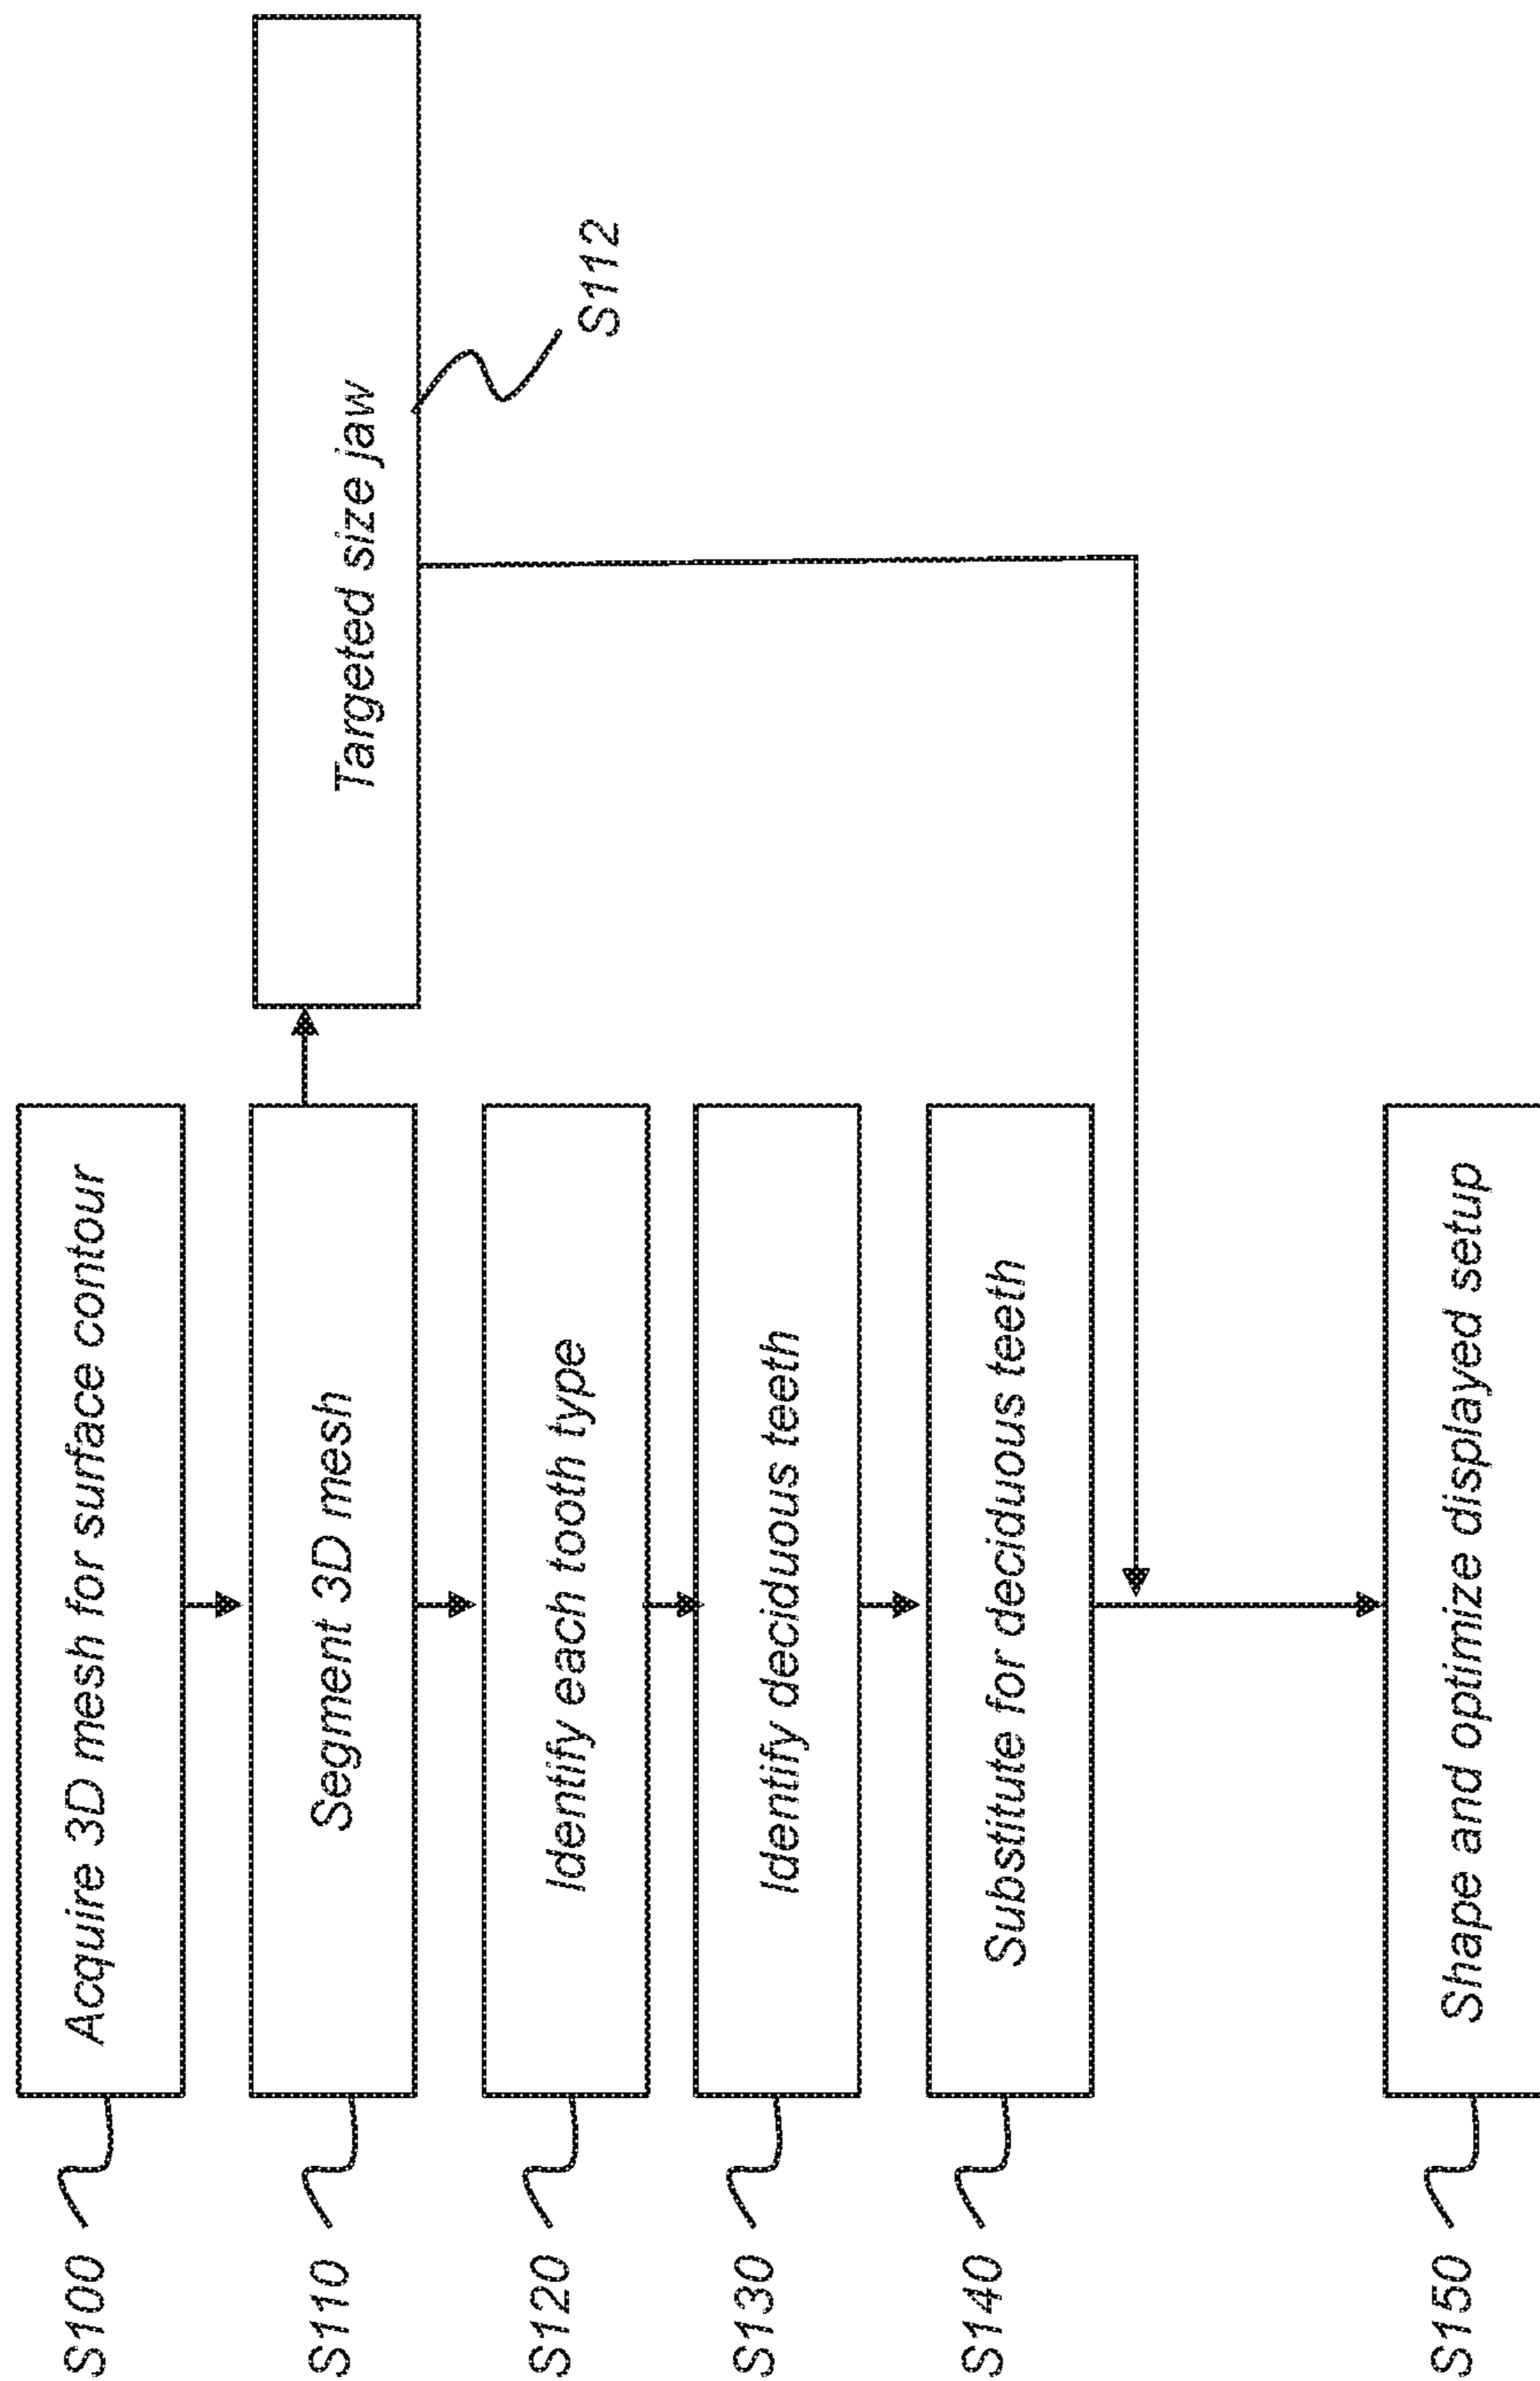 S100
Acquire 3D mesh for surface contour
S110
Segment 3D mesh
Targeted size jaw
S112
S120
Identify each tooth type
S130
Identify deciduous teeth
S140
Substitute for deciduous teeth
S150
Shape and optimize displayed setup